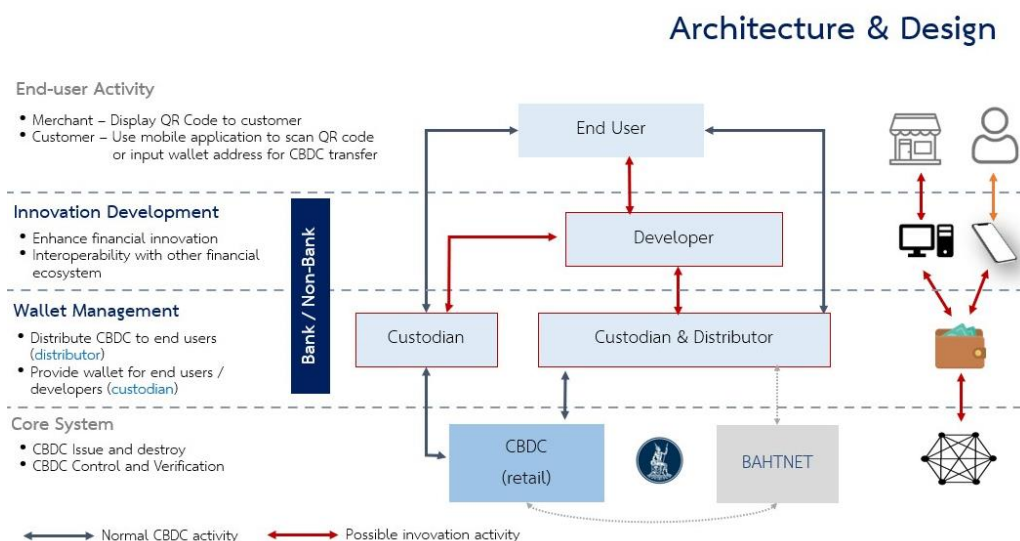 Architecture & Design
End-user Activity
• Merchant – Display QR Code to customer
• Customer – Use mobile application to scan QR code
or input wallet address for CBDC transfer
End User
Innovation Development
• Enhance financial innovation
• Interoperability with other financial
ecosystem
Bank / Non-Bank
Developer
Wallet Management
• Distribute CBDC to end users
(distributor)
• Provide wallet for end users /
developers (custodian)
Custodian
Custodian & Distributor
Core System
• CBDC Issue and destroy
• CBDC Control and Verification
CBDC
(retail)
BAHTNET
Normal CBDC activity
Possible invovation activity